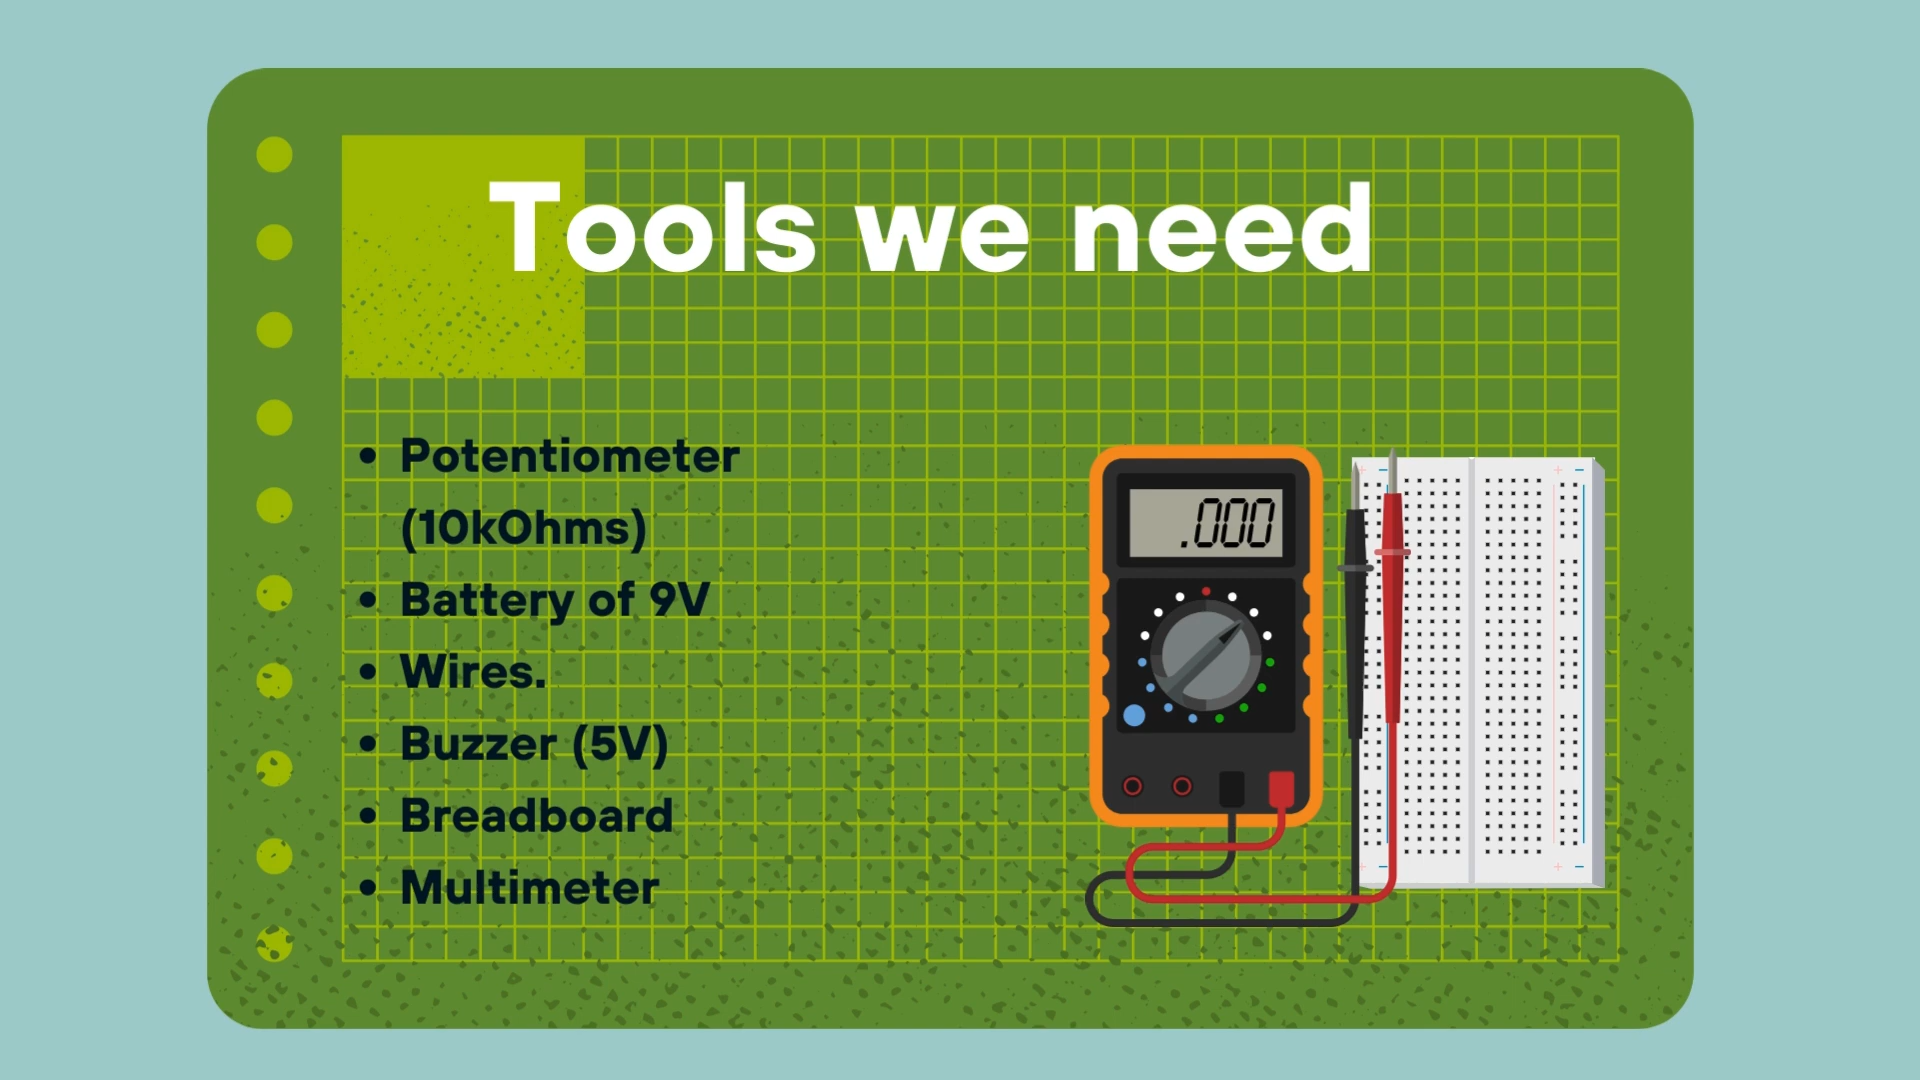 Tools we need
• Potentiometer
(10kOhms)
• Battery of 9V
• Wires.
• Buzzer (5V)
• Breadboard
• Multimeter
.000